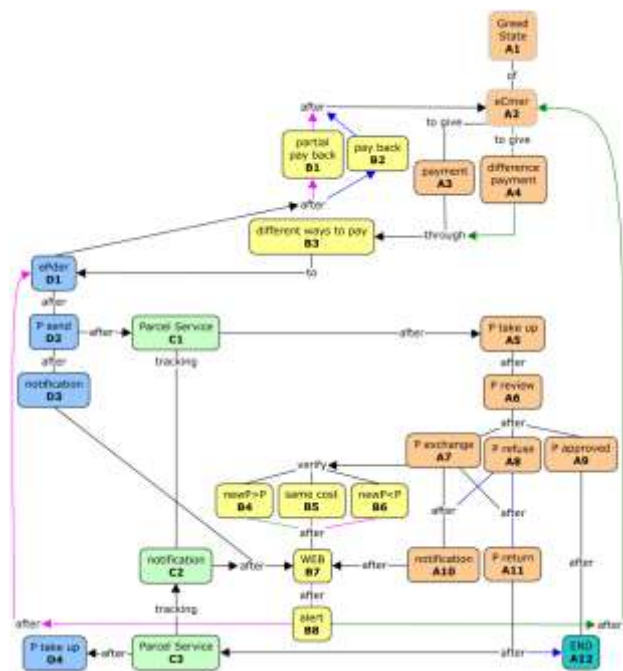 Greed
State
A1
of
eCmer
A2
after
to give
to give
partial
pay back
B1
pay back
B2
payment
A3
difference
payment
A4
after
different ways to pay
B3
through
to
eAder
D1
after
P send
D2
after
Parcel Service
C1
after
P take up
A5
after
tracking
after
notification
D3
P review
A6
after
P exchange
A7
P refuse
A8
P approved
A9
verify
newP>P
B4
same cost
B5
newP<P
B6
after
after
notification
C2
after
WEB
B7
after
notification
A10
P return
A11
after
tracking
after
alert
B8
after
after
P take up
D4
after
Parcel Service
C3
after
END
A12